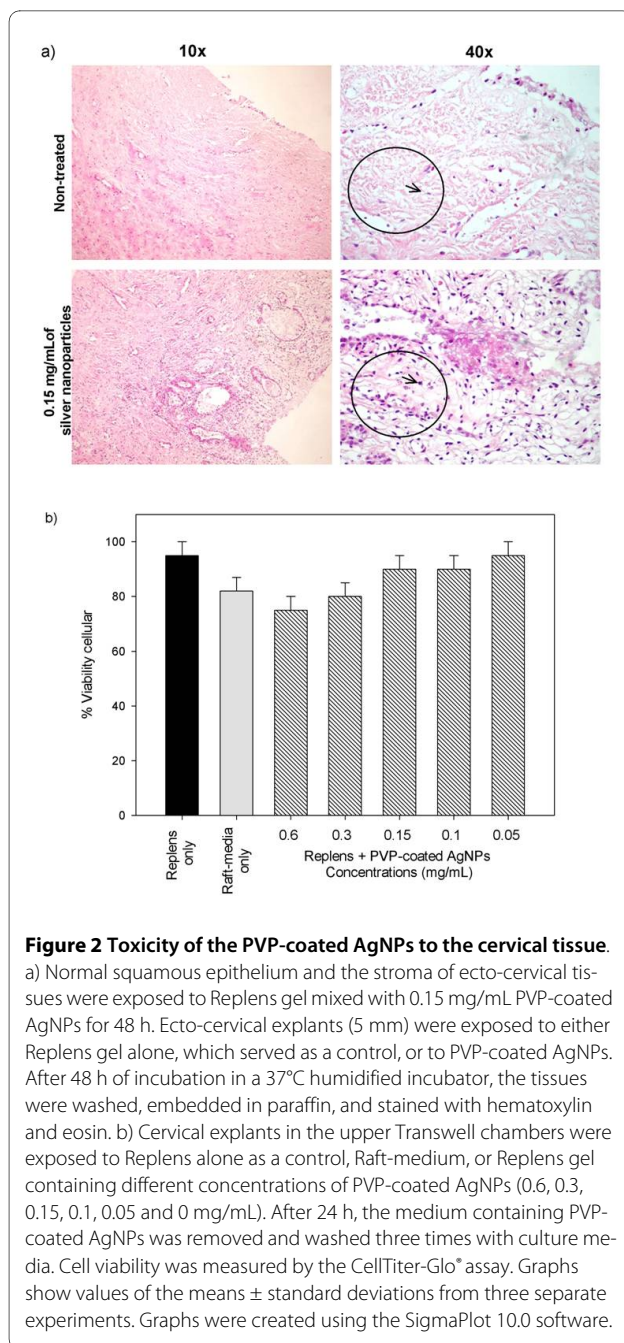 a)
10x
40x
Non-treated
0.15 mg/mLof
silver nanoparticles
b)
% Viability cellular
100
80
60
40
20
0
Replens
only
Raft-media
only
0.6
0.3
0.15
0.1
0.05
Replens + PVP-coated AgNPs
Concentrations (mg/mL)
Figure 2 Toxicity of the PVP-coated AgNPs to the cervical tissue.
a) Normal squamous epithelium and the stroma of ecto-cervical tis-
sues were exposed to Replens gel mixed with 0.15 mg/mL PVP-coated
AgNPs for 48 h. Ecto-cervical explants (5 mm) were exposed to either
Replens gel alone, which served as a control, or to PVP-coated AgNPs.
After 48 h of incubation in a 37°C humidified incubator, the tissues
were washed, embedded in paraffin, and stained with hematoxylin
and eosin. b) Cervical explants in the upper Transwell chambers were
exposed to Replens alone as a control, Raft-medium, or Replens gel
containing different concentrations of PVP-coated AgNPs (0.6, 0.3,
0.15, 0.1, 0.05 and 0 mg/mL). After 24 h, the medium containing PVP-
coated AgNPs was removed and washed three times with culture me-
dia. Cell viability was measured by the CellTiter-Glo® assay. Graphs
show values of the means ± standard deviations from three separate
experiments. Graphs were created using the SigmaPlot 10.0 software.